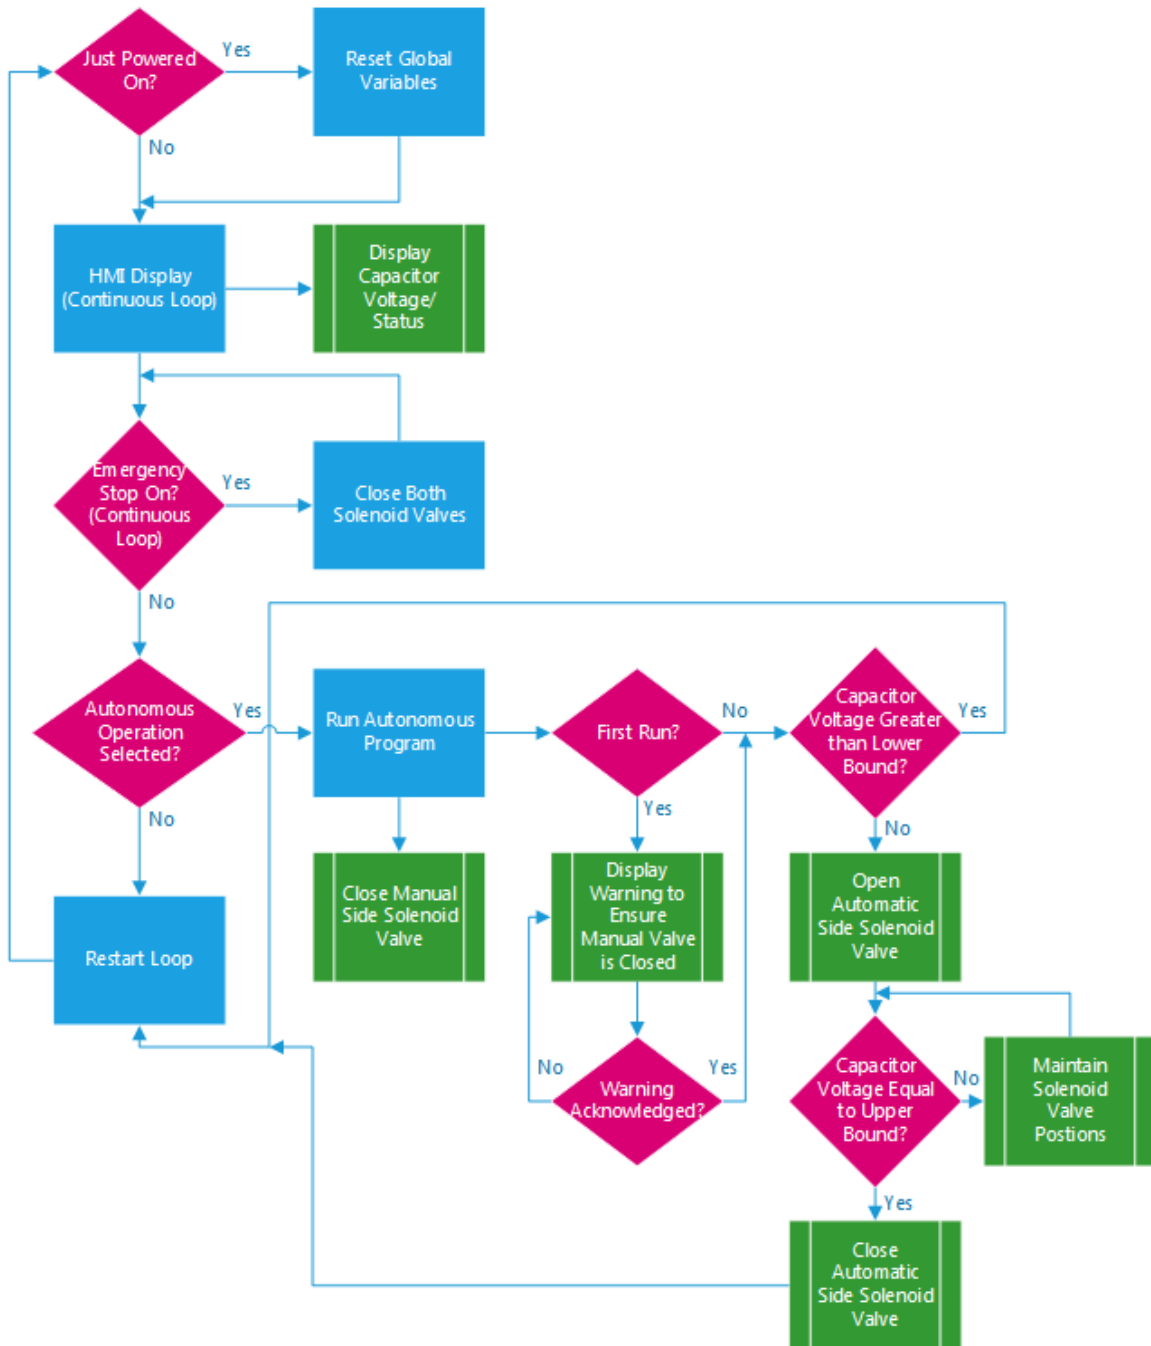 Just Powered
On?
Yes
Reset Global
Variables
No
HMI Display
(Continuous Loop)
Display
Capacitor
Voltage/
Status
Emergency
Stop On?
(Continuous
Loop)
Yes
Close Both
Solenoid Valves
No
Autonomous
Operation
Selected?
Yes
Run Autonomous
Program
First Run?
No
Capacitor
Voltage Greater
than Lower
Bound?
Yes
No
Close Manual
Side Solenoid
Valve
Yes
Display
Warning to
Ensure
Manual Valve
is Closed
No
Open
Automatic
Side Solenoid
Valve
Restart Loop
No
Warning
Acknowledged?
Yes
Capacitor
Voltage Equal
to Upper
Bound?
No
Maintain
Solenoid
Valve
Postions
Yes
Close
Automatic
Side Solenoid
Valve